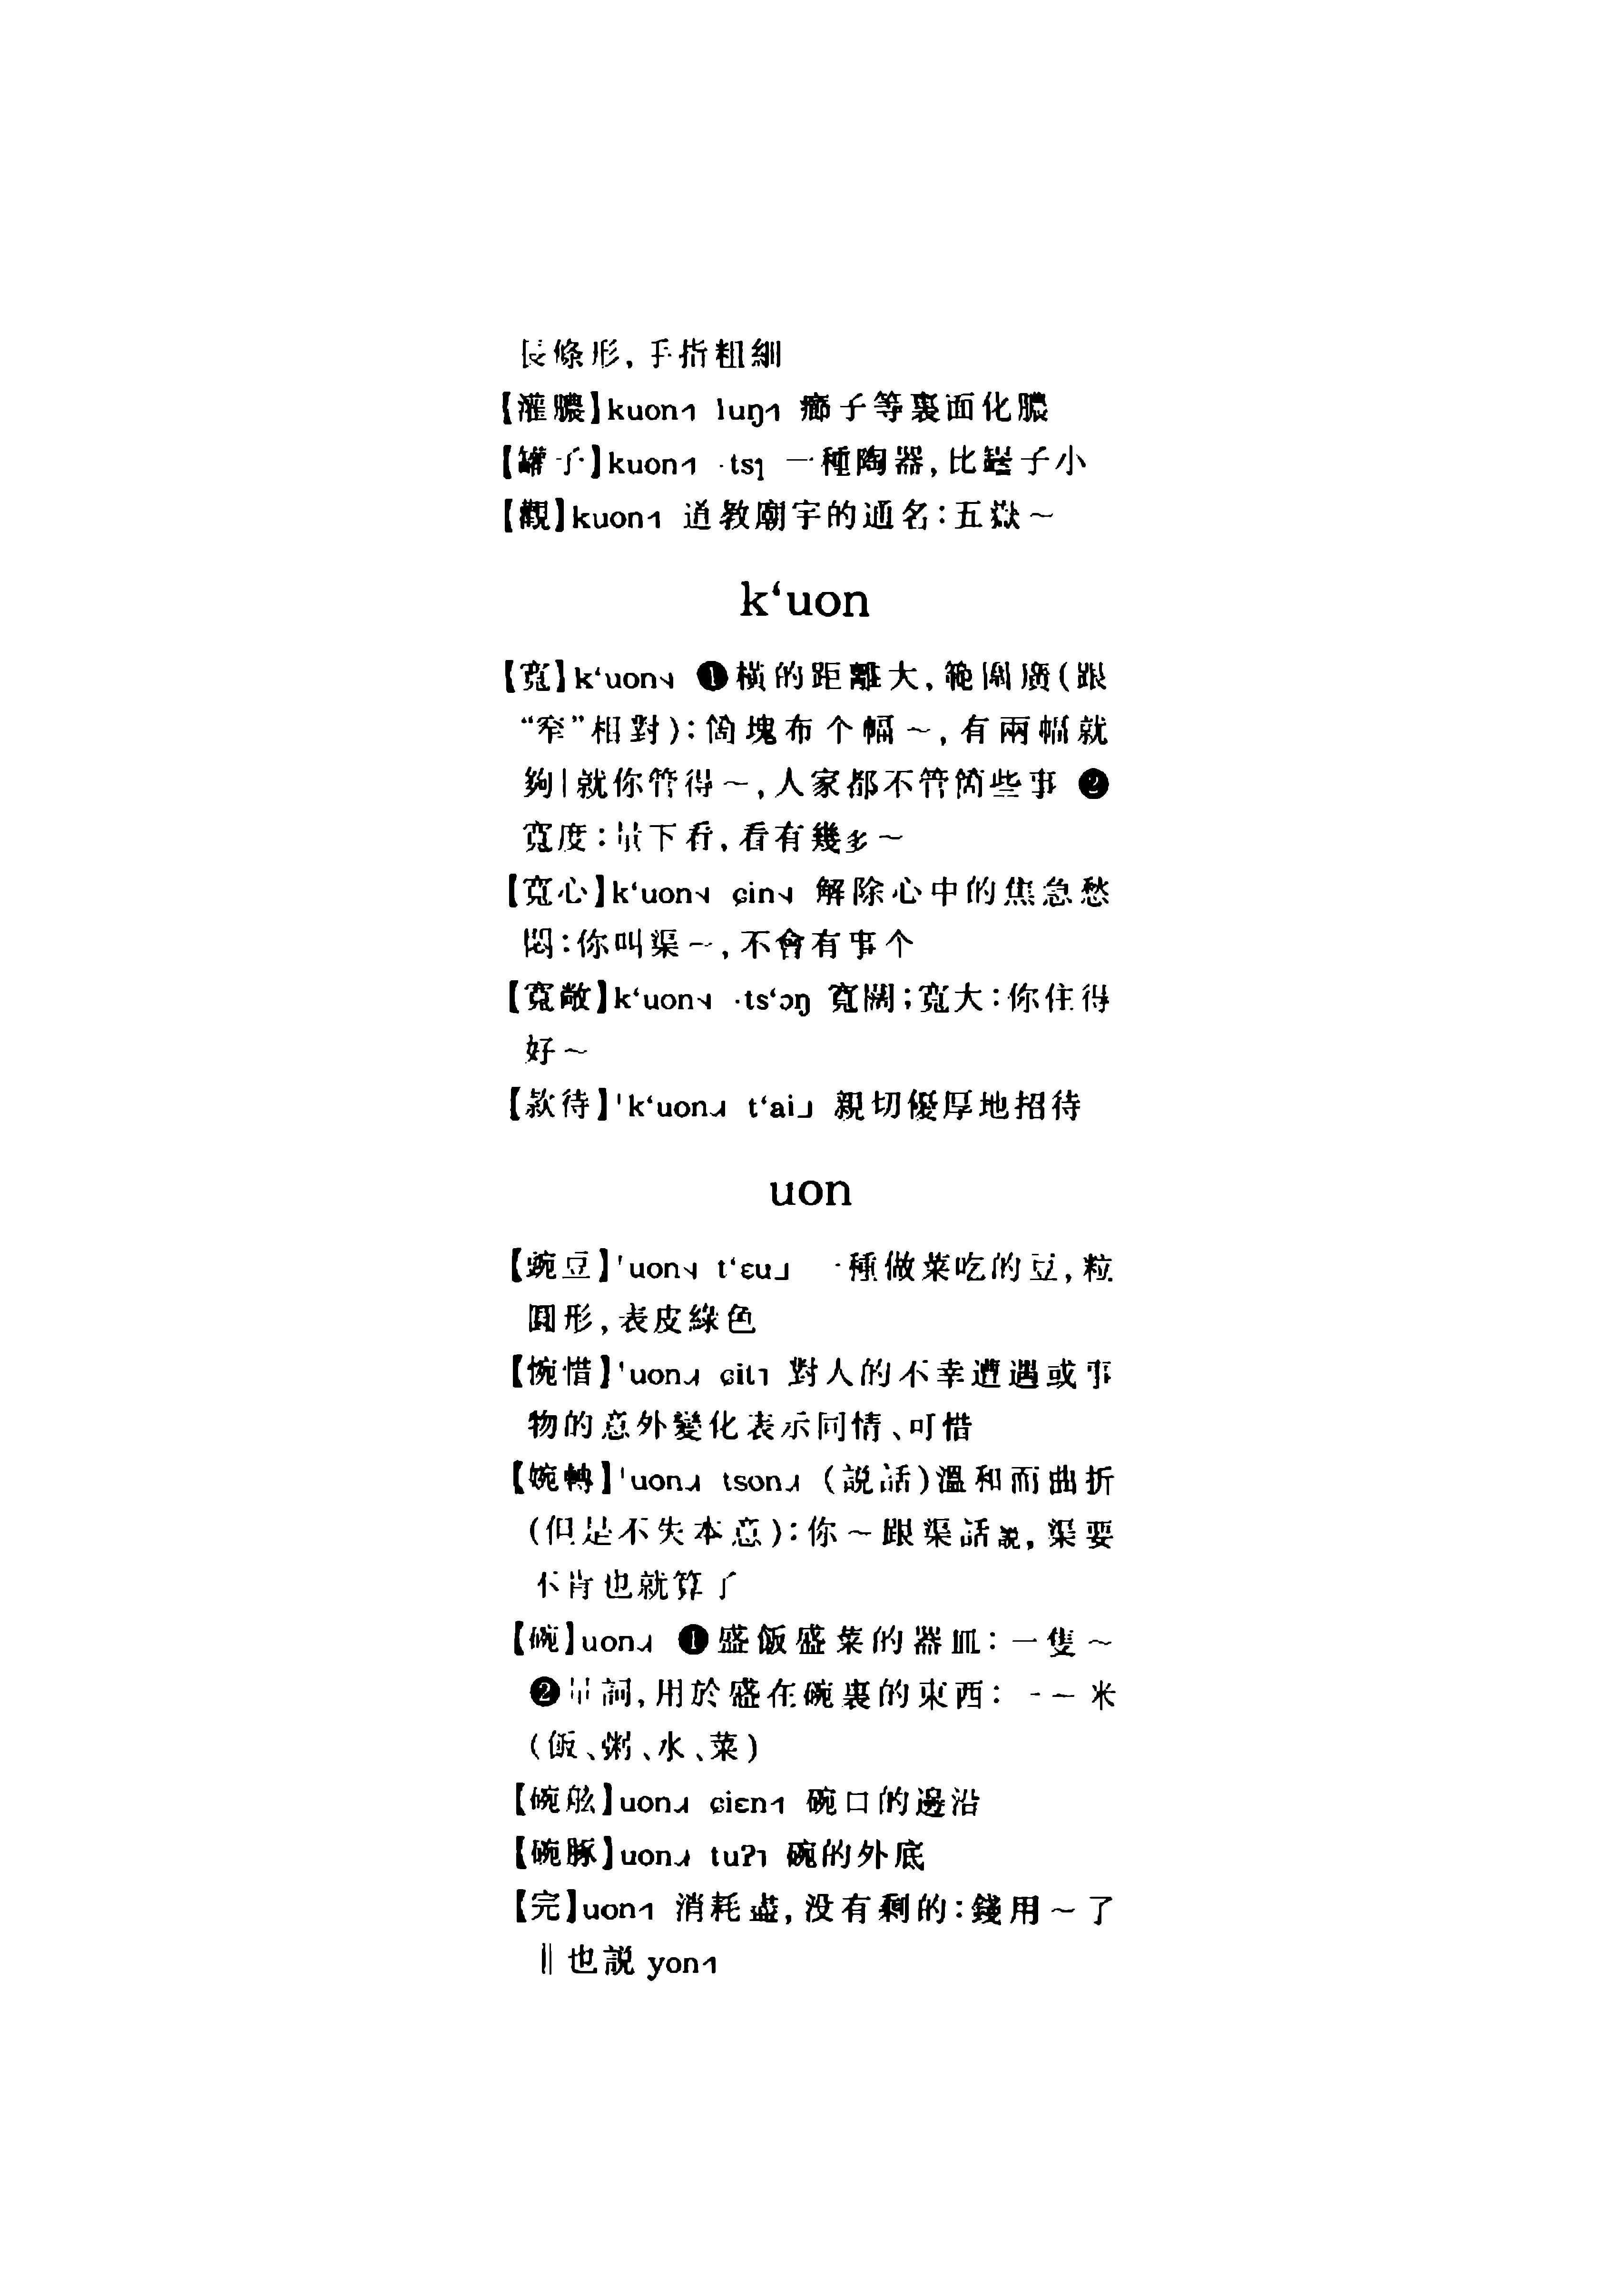 長條形，手指粗細
【灌膿】kuon˧˥ luŋ˧˥ 癤子等裏面化膿
【罐子】kuon˧˥ ·tsɿ 一種陶器，比罍子小
【觀】kuon˧˥ 道教廟宇的通名：五嶽～
k‘uon
【寬】k‘uon˦˨ ❶橫的距離大，範圍廣（跟
“窄”相對）：箇塊布个幅～，有兩幅就
夠|就你管得～，人家都不管箇些事 ❷
寬度：量下看，看有幾多～
【寬心】k‘uon˦˨ ɕin˦˨ 解除心中的焦急愁
悶：你叫渠～，不會有事个
【寬敞】k‘uon˦˨ ·ts‘ɔŋ 寬闊；寬大：你住得
好～
【款待】ˈk‘uon˨˩˧ t‘ai˩ 親切優厚地招待
uon
【豌豆】ˈuon˦˨ t‘ɛu˩ 一種做菜吃的豆，粒
圓形，表皮綠色
【惋惜】ˈuon˨˩˧ ɕit˥ 對人的不幸遭遇或事
物的意外變化表示同情、可惜
【婉轉】ˈuon˨˩˧ tson˨˩˧ （説話）溫和而曲折
（但是不失本意）：你～跟渠話説，渠要
不肯也就算了
【碗】uon˨˩˧ ❶盛飯盛菜的器皿：一隻～
❷量詞，用於盛在碗裏的東西：一～米
（飯、粥、水、菜）
【碗舷】uon˨˩˧ ɕiɛn˧˥ 碗口的邊沿
【碗豚】uon˨˩˧ tuʔ˥ 碗的外底
【完】uon˧˥ 消耗盡，没有剩的：錢用～了
‖也説 yon˧˥